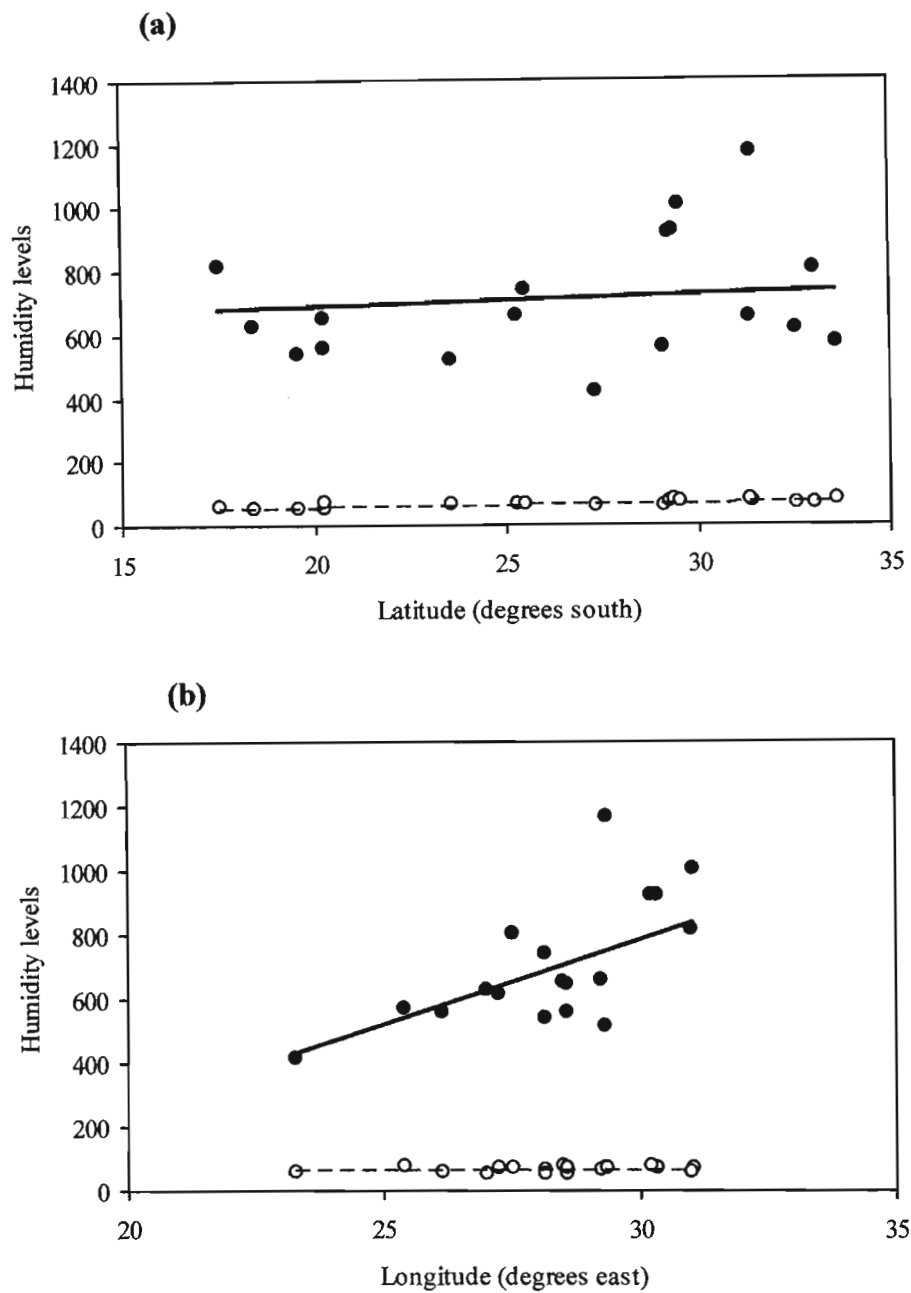 (a)
1400
1200
1000
800
600
400
200
0
Humidity levels
15 20 25 30 35
Latitude (degrees south)
(b)
1400
1200
1000
800
600
400
200
0
Humidity levels
20 25 30 35
Longitude (degrees east)